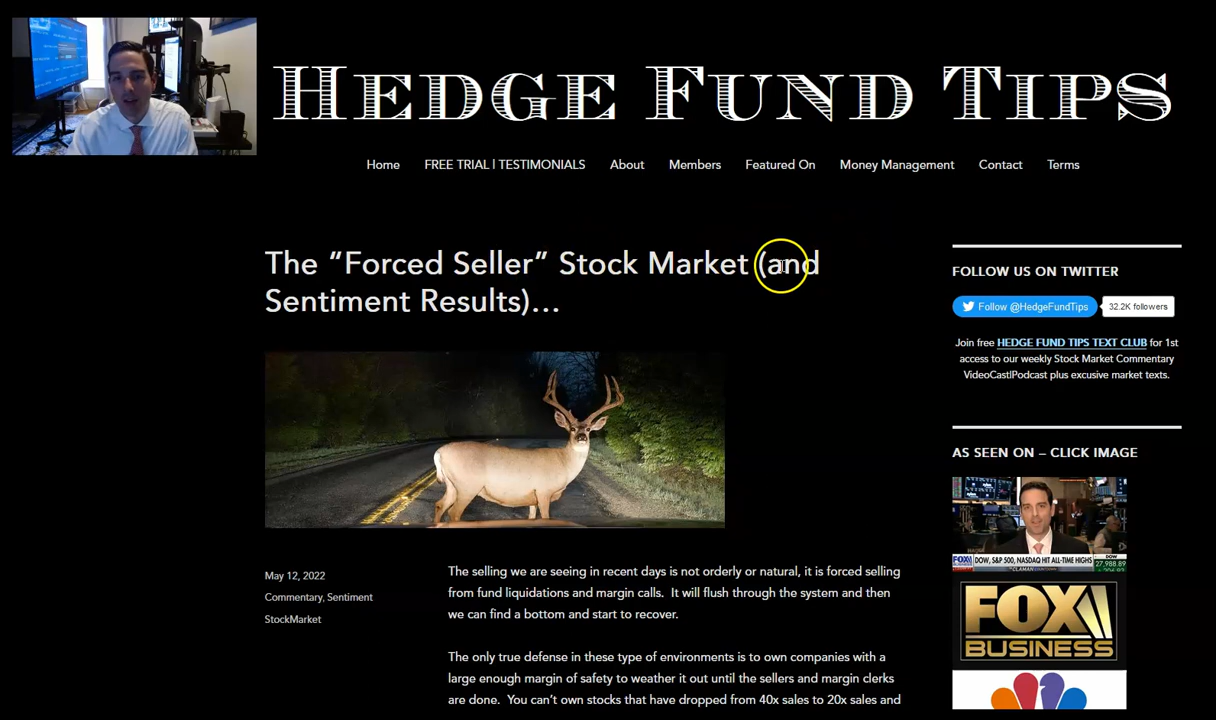 HEDGE FUND TIPS
Home FREE TRIAL | TESTIMONIALS About Members Featured On Money Management Contact Terms
The “Forced Seller” Stock Market (and
Sentiment Results)…
May 12, 2022
Commentary, Sentiment
StockMarket
The selling we are seeing in recent days is not orderly or natural, it is forced selling
from fund liquidations and margin calls. It will flush through the system and then
we can find a bottom and start to recover.
The only true defense in these type of environments is to own companies with a
large enough margin of safety to weather it out until the sellers and margin clerks
are done. You can’t own stocks that have dropped from 40x sales to 20x sales and
FOLLOW US ON TWITTER
Follow @HedgeFundTips 32.2K followers
Join free HEDGE FUND TIPS TEXT CLUB for 1st
access to our weekly Stock Market Commentary
VideoCast|Podcast plus excusive market texts.
AS SEEN ON – CLICK IMAGE
DOW, S&P 500, NASDAQ HIT ALL-TIME HIGHS
DOW
27,988.89
FOX
BUSINESS